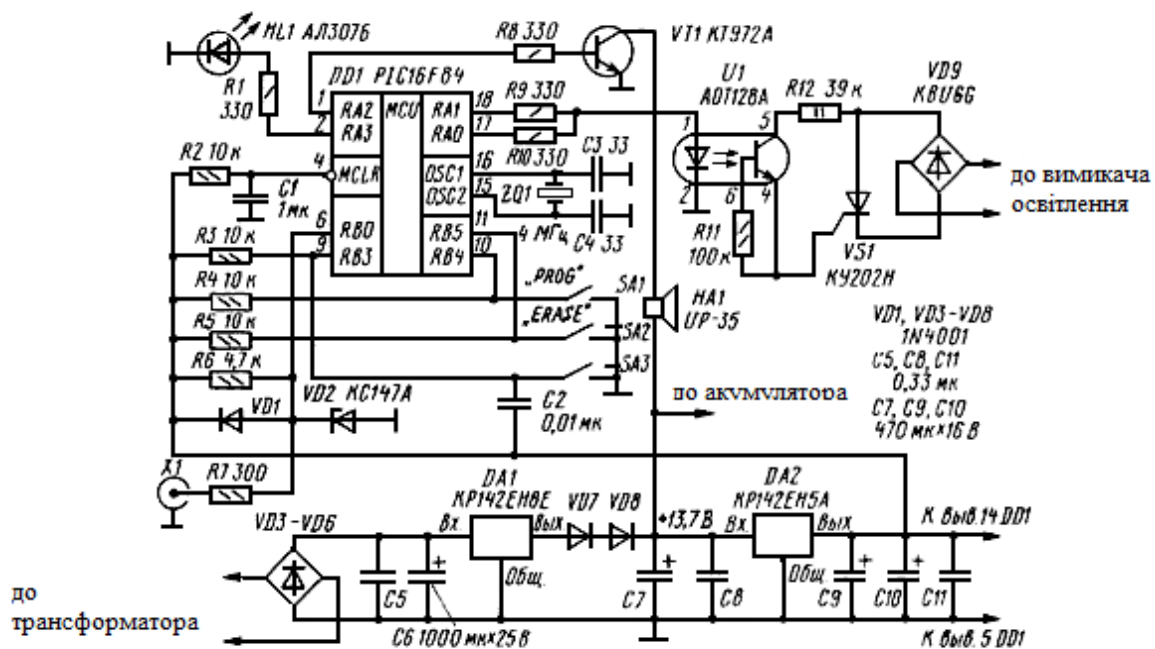 HL1 АЛ307Б
R1
330
DD1 PIC16F84
1
2
4
6
9
RA2
RA3
MCLR
RB0
RB3
MCU
RA1
RA0
OSC1
OSC2
RB5
RB4
18
17
16
15
11
10
R8 330
VT1 КТ972А
R9 330
R10 330
C3 33
ZQ1
4 МГц
C4 33
U1
АОТ128А
1
2
5
6
4
R11
100 к
R12 39 к
VD9
KBU6G
до вимикача
освітлення
VS1
КУ202Н
R2 10 к
C1
1 мк
R3 10 к
R4 10 к
R5 10 к
R6 4,7 к
VD1
VD2 КС147А
„PROG"
„ERASE"
SA1
SA2
SA3
C2
0,01 мк
HA1
UP-35
VD1, VD3-VD8
1N4001
C5, C8, C11
0,33 мк
C7, C9, C10
470 мк×16 В
до акумулятора
X1
R7 300
VD3-VD6
DA1
КР142ЕН8Е
Вх.
Вых
Общ.
VD7
VD8
+13,7 В
DA2
КР142ЕН5А
Вх.
Вых.
Общ.
К выв. 14 DD1
до
трансформатора
C5
+
C6 1000 мк×25 В
+
C7
C8
+
C9
+
C10
C11
К выв. 5 DD1